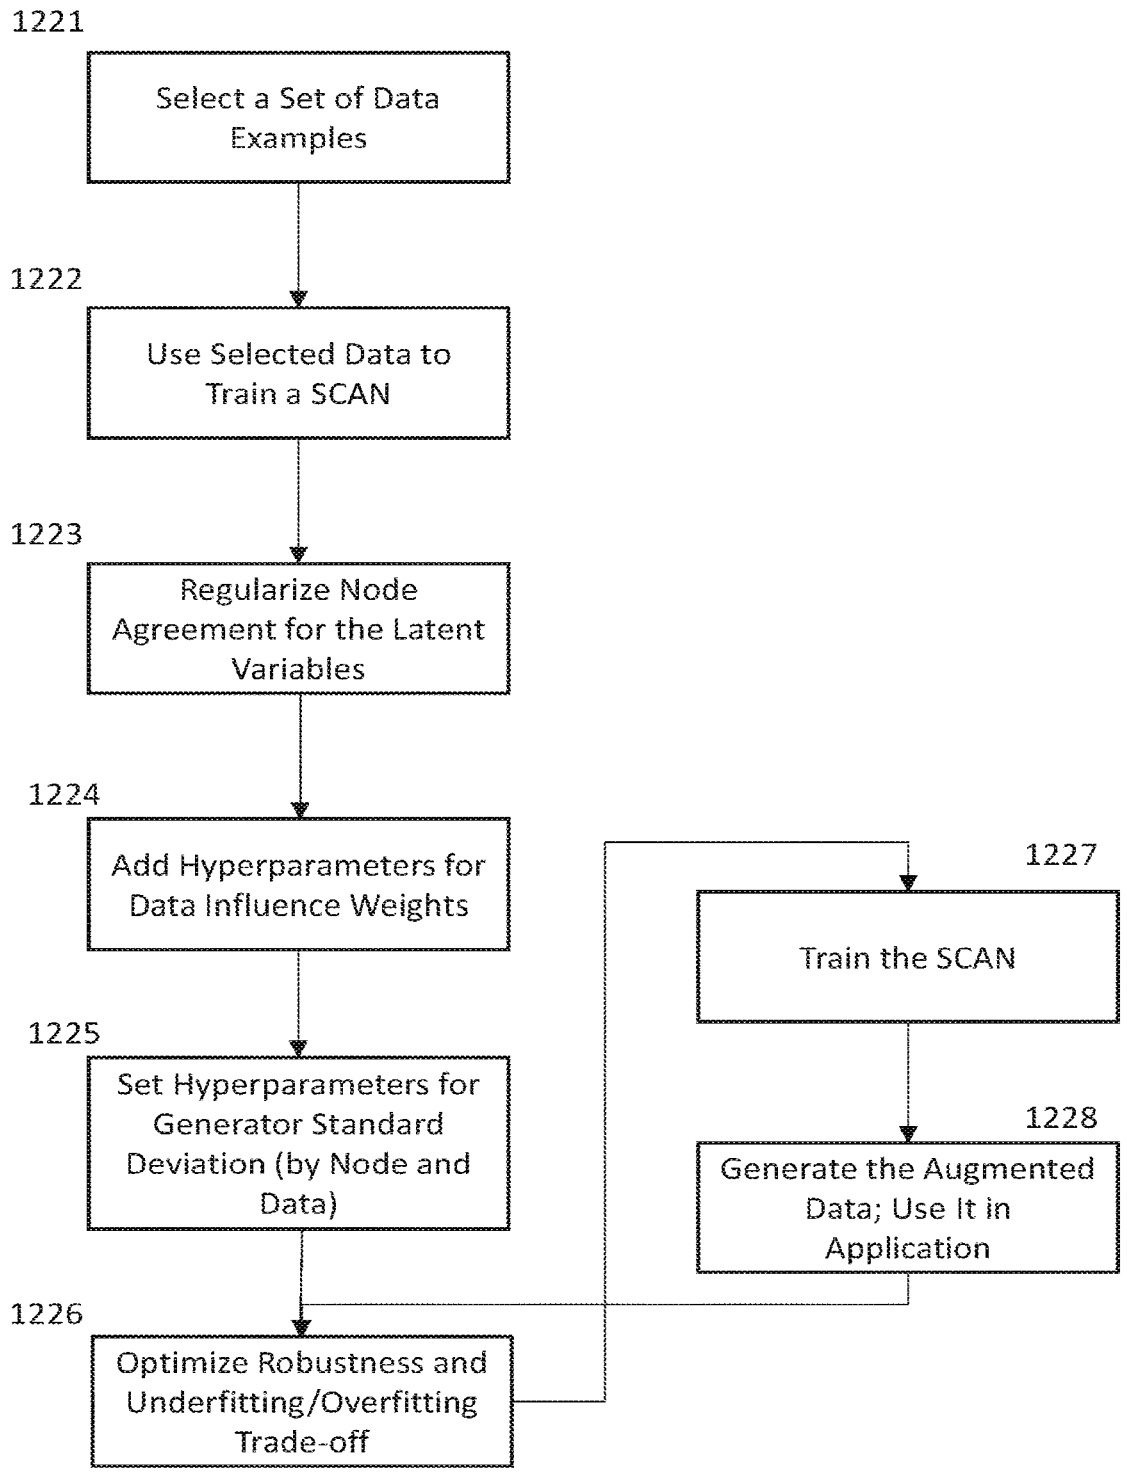 1221
Select a Set of Data
Examples
1222
Use Selected Data to
Train a SCAN
1223
Regularize Node
Agreement for the Latent
Variables
1224
Add Hyperparameters for
Data Influence Weights
1225
Set Hyperparameters for
Generator Standard
Deviation (by Node and
Data)
1226
Optimize Robustness and
Underfitting/Overfitting
Trade-off
1227
Train the SCAN
1228
Generate the Augmented
Data; Use It in
Application